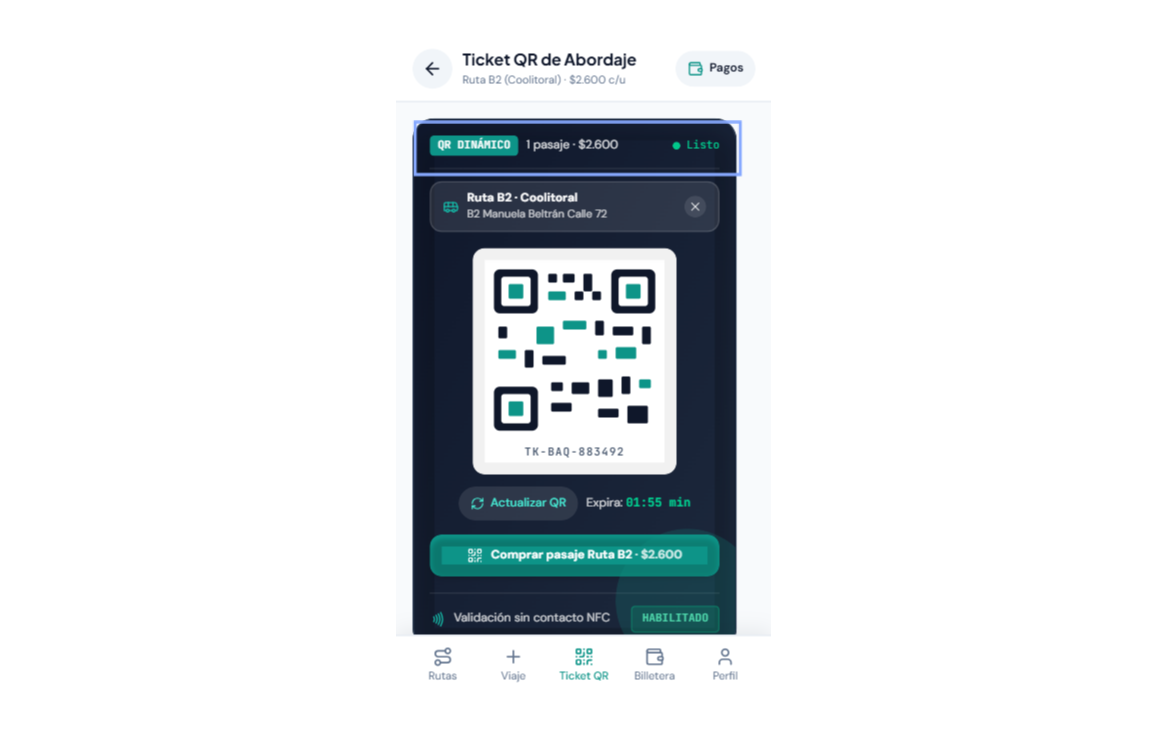 Ticket QR de Abordaje
Ruta B2 (Coolitoral) · $2.600 c/u
Pagos
QR DINÁMICO 1 pasaje · $2.600 Listo
Ruta B2 · Coolitoral
B2 Manuela Beltrán Calle 72
TK-BAQ-883492
Actualizar QR Expira: 01:55 min
Comprar pasaje Ruta B2 · $2.600
Validación sin contacto NFC HABILITADO
Rutas Viaje Ticket QR Billetera Perfil